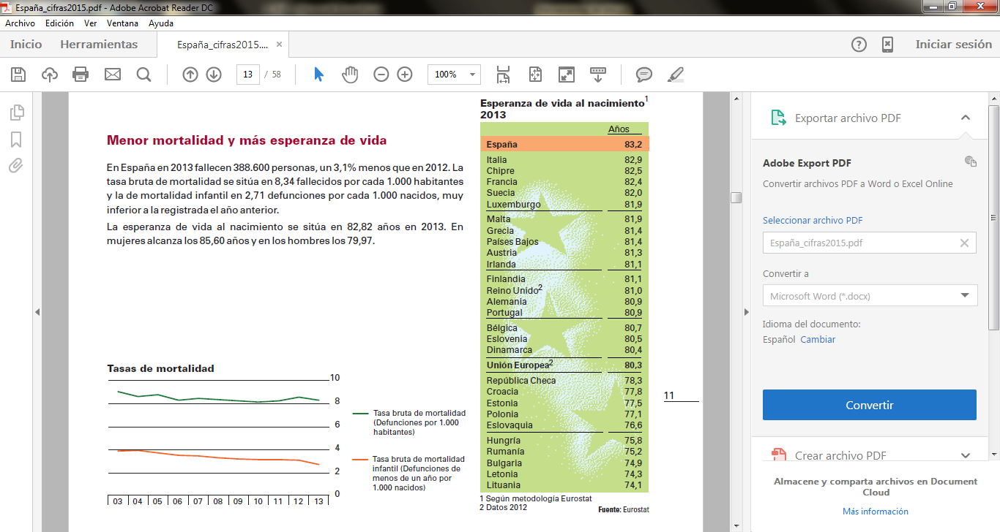 España_cifras2015.pdf - Adobe Acrobat Reader DC
Archivo Edición Ver Ventana Ayuda
Inicio Herramientas España_cifras2015.... × Iniciar sesión
13 / 58 100%
Menor mortalidad y más esperanza de vida
En España en 2013 fallecen 388.600 personas, un 3,1% menos que en 2012. La
tasa bruta de mortalidad se sitúa en 8,34 fallecidos por cada 1.000 habitantes
y la de mortalidad infantil en 2,71 defunciones por cada 1.000 nacidos, muy
inferior a la registrada el año anterior.
La esperanza de vida al nacimiento se sitúa en 82,82 años en 2013. En
mujeres alcanza los 85,60 años y en los hombres los 79,97.
Tasas de mortalidad
10
8
6
4
2
0
03 04 05 06 07 08 09 10 11 12 13
Tasa bruta de mortalidad
(Defunciones por 1.000
habitantes)
Tasa bruta de mortalidad
infantil (Defunciones de
menos de un año por
1.000 nacidos)
Esperanza de vida al nacimiento1
2013
Años
España 83,2
Italia 82,9
Chipre 82,5
Francia 82,4
Suecia 82,0
Luxemburgo 81,9
Malta 81,9
Grecia 81,4
Países Bajos 81,4
Austria 81,3
Irlanda 81,1
Finlandia 81,1
Reino Unido2 81,0
Alemania 80,9
Portugal 80,9
Bélgica 80,7
Eslovenia 80,5
Dinamarca 80,4
Unión Europea2 80,3
República Checa 78,3
Croacia 77,8
Estonia 77,5
Polonia 77,1
Eslovaquia 76,6
Hungría 75,8
Rumanía 75,2
Bulgaria 74,9
Letonia 74,3
Lituania 74,1
1 Según metodología Eurostat
2 Datos 2012 Fuente: Eurostat
11
Exportar archivo PDF
Adobe Export PDF
Convertir archivos PDF a Word o Excel Online
Seleccionar archivo PDF
España_cifras2015.pdf
Convertir a
Microsoft Word (*.docx)
Idioma del documento:
Español Cambiar
Convertir
Crear archivo PDF
Almacene y comparta archivos en Document
Cloud
Más información